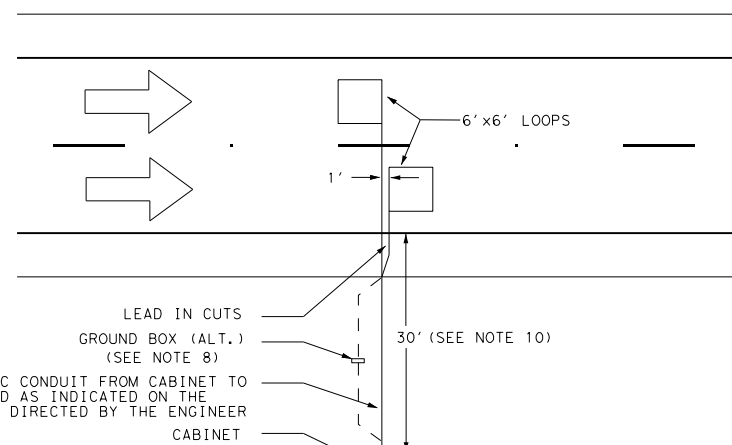 6'x6' LOOPS
1'
LEAD IN CUTS
GROUND BOX (ALT.)
(SEE NOTE 8)
30' (SEE NOTE 10)
C CONDUIT FROM CABINET TO
D AS INDICATED ON THE
DIRECTED BY THE ENGINEER
CABINET